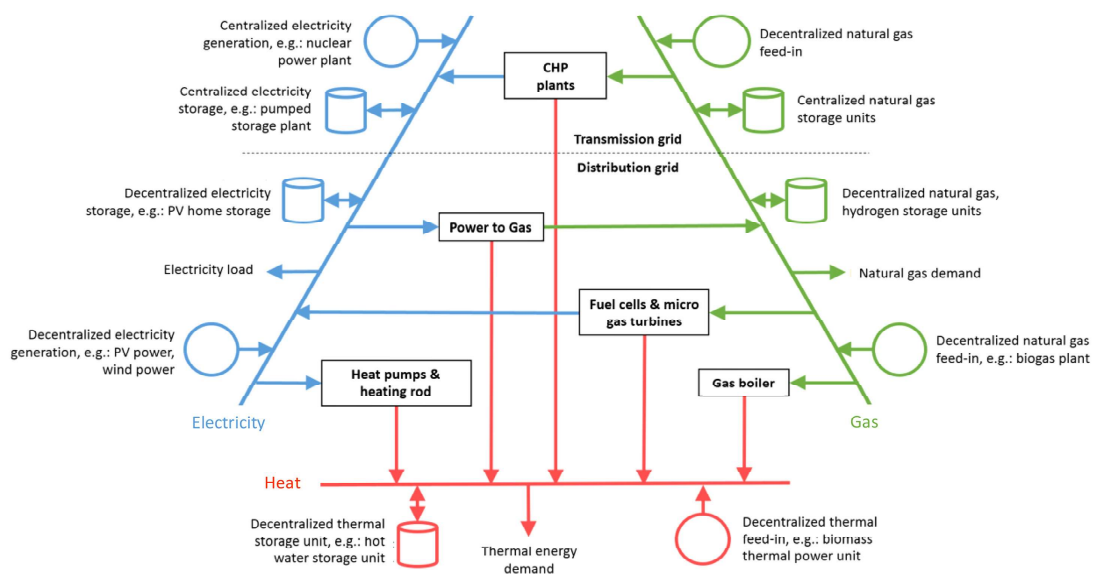 Centralized electricity
generation, e.g.: nuclear
power plant
Decentralized natural gas
feed-in
CHP
plants
Centralized electricity
storage, e.g.: pumped
storage plant
Centralized natural gas
storage units
Transmission grid
Distribution grid
Decentralized electricity
storage, e.g.: PV home storage
Decentralized natural gas,
hydrogen storage units
Power to Gas
Electricity load
Natural gas demand
Fuel cells & micro
gas turbines
Decentralized electricity
generation, e.g.: PV power,
wind power
Decentralized natural gas
feed-in, e.g.: biogas plant
Heat pumps &
heating rod
Gas boiler
Electricity
Gas
Heat
Decentralized thermal
storage unit, e.g.: hot
water storage unit
Thermal energy
demand
Decentralized thermal
feed-in, e.g.: biomass
thermal power unit